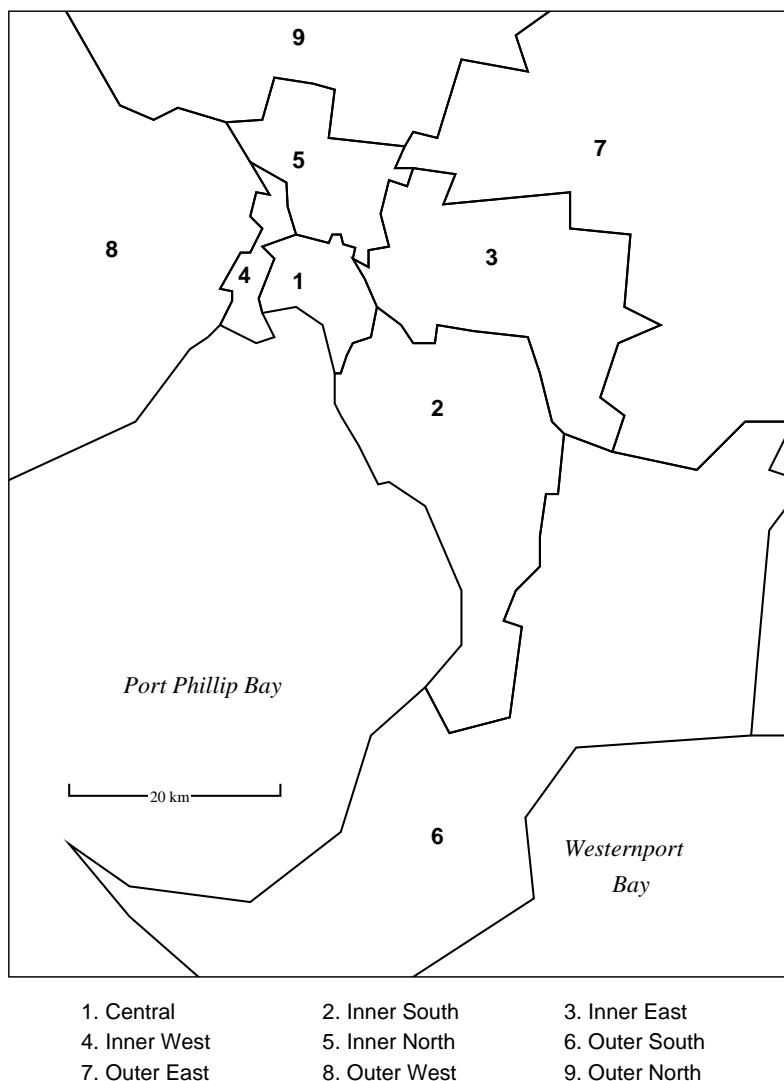 9
5
7
8
3
4
1
2
Port Phillip Bay
20 km
6
Westernport
Bay
1. Central 2. Inner South 3. Inner East
4. Inner West 5. Inner North 6. Outer South
7. Outer East 8. Outer West 9. Outer North